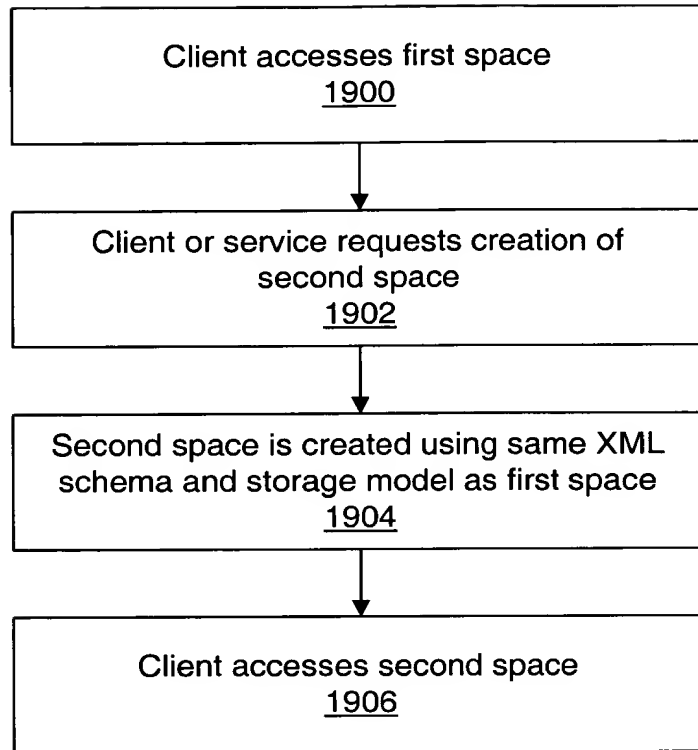 Client accesses first space
1900
Client or service requests creation of
second space
1902
Second space is created using same XML
schema and storage model as first space
1904
Client accesses second space
1906